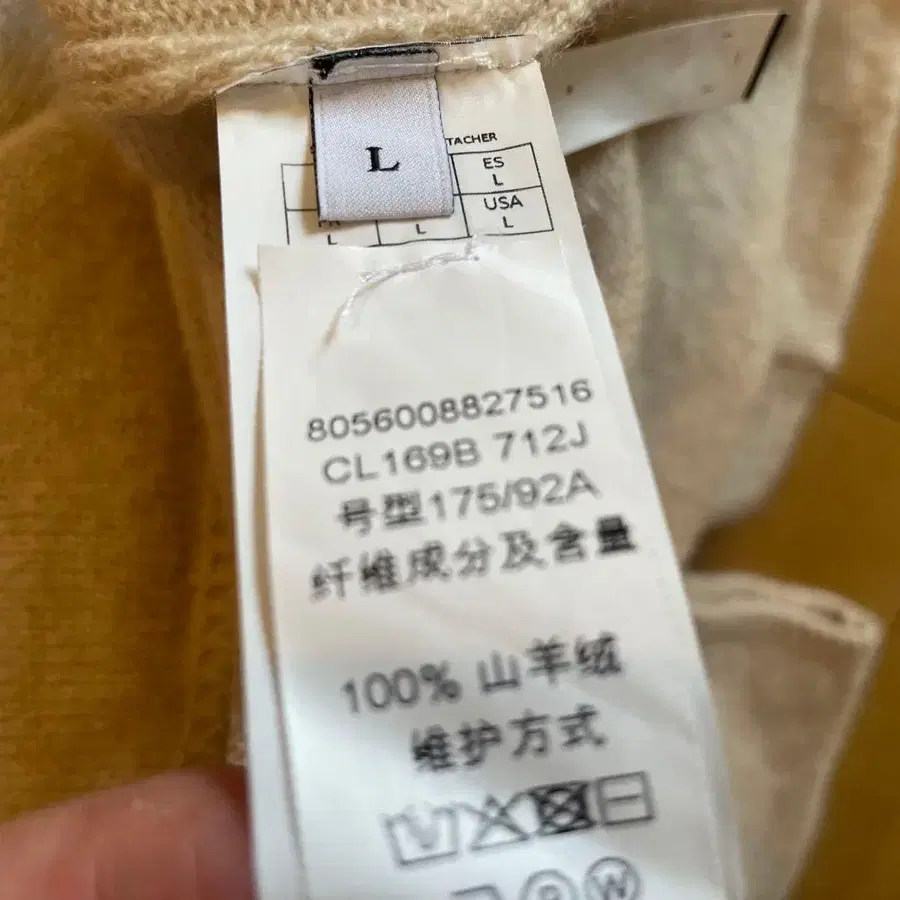 L
TACHER
ES
L
USA
L
L
L
8056008827516
CL169B 712J
号型175/92A
纤维成分及含量
100% 山羊绒
维护方式
W